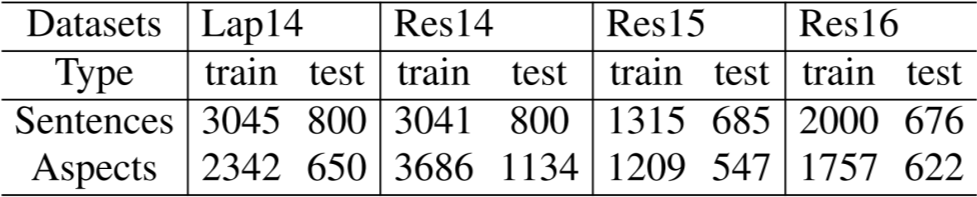 Datasets Lap14 Res14 Res15 Res16
Type train test train test train test train test
Sentences 3045 800 3041 800 1315 685 2000 676
Aspects 2342 650 3686 1134 1209 547 1757 622